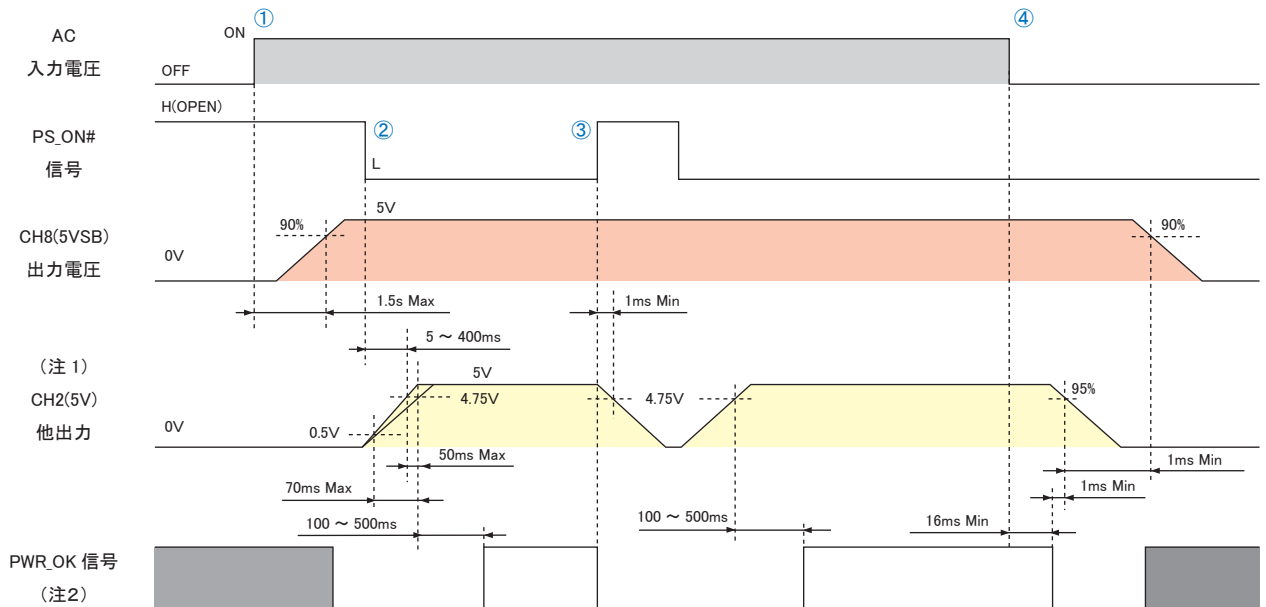 ① ④
AC
入力電圧
ON
OFF
H(OPEN)
PS_ON#
信号
② ③
L
CH8(5VSB)
出力電圧
5V
90% 90%
0V
1.5s Max 1ms Min
5 ～ 400ms
（注 1）
CH2(5V)
他出力
5V
4.75V 4.75V 95%
0V 0.5V
50ms Max 1ms Min
70ms Max 1ms Min
100 ～ 500ms 100 ～ 500ms 16ms Min
PWR_OK 信号
（注２）